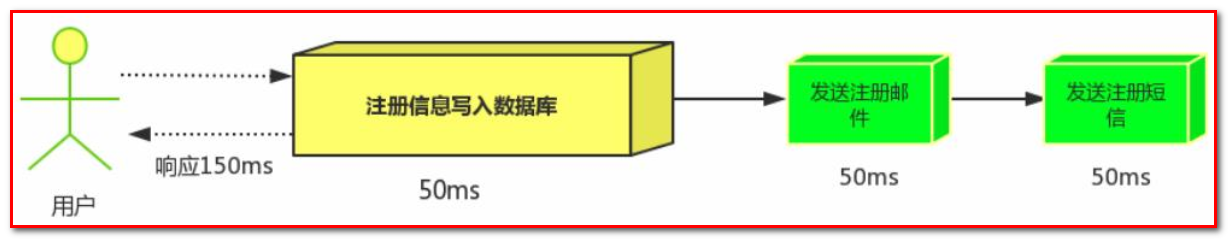 注册信息写入数据库
发送注册邮
件
发送注册短
信
响应150ms
50ms
50ms
50ms
用户